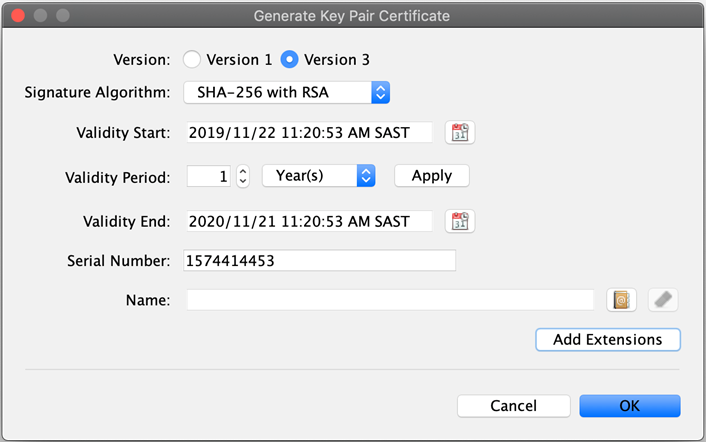 Generate Key Pair Certificate
Version: Version 1 Version 3
Signature Algorithm: SHA-256 with RSA
Validity Start: 2019/11/22 11:20:53 AM SAST
Validity Period: 1 Year(s) Apply
Validity End: 2020/11/21 11:20:53 AM SAST
Serial Number: 1574414453
Name:
Add Extensions
Cancel OK